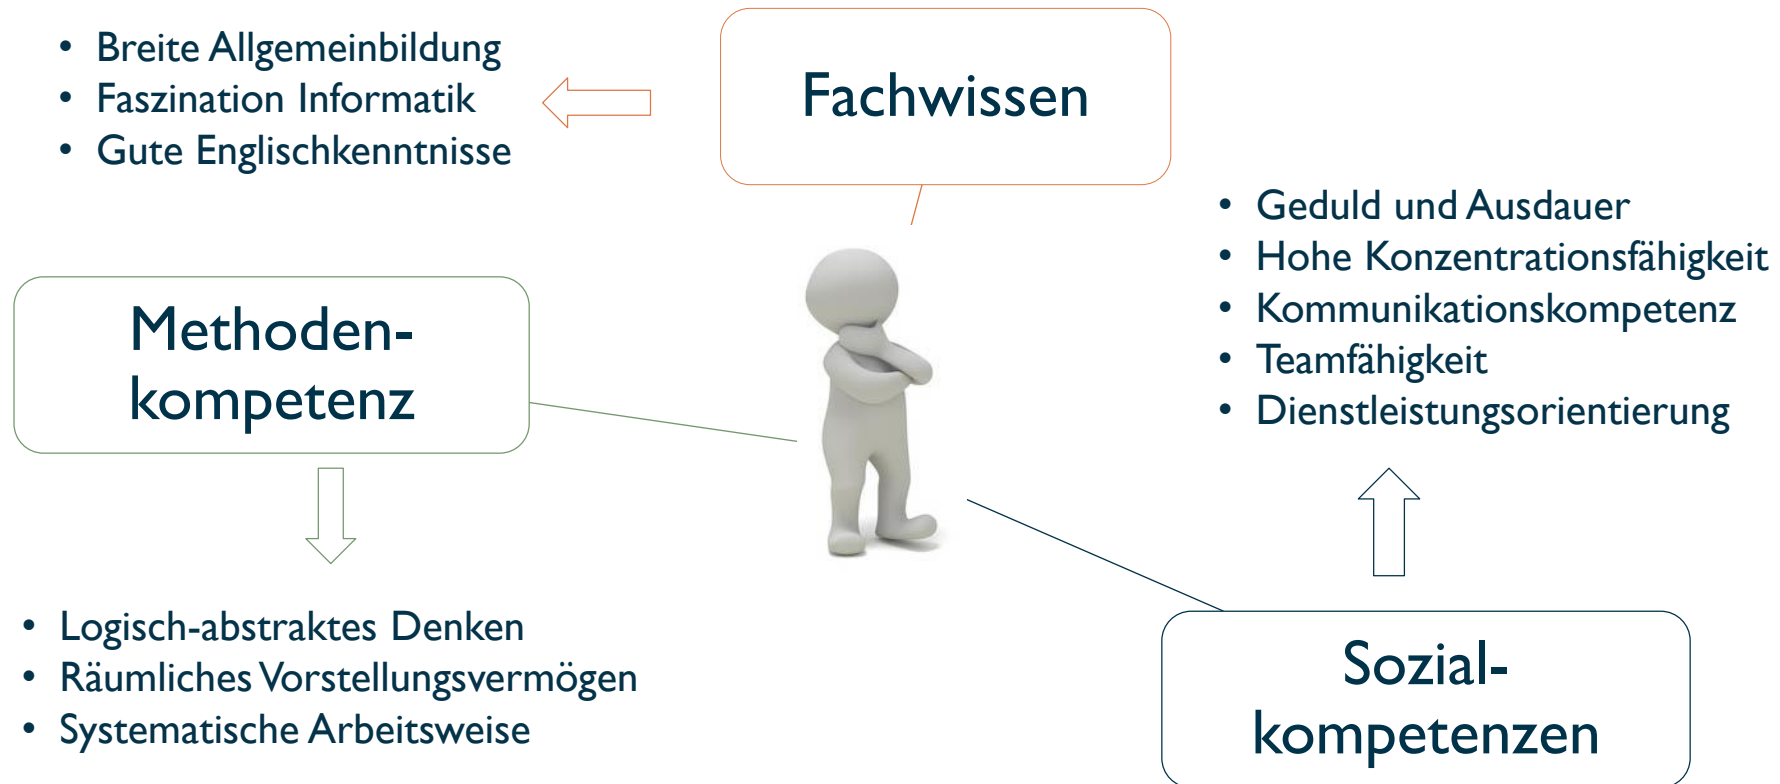 • Breite Allgemeinbildung
• Faszination Informatik
• Gute Englischkenntnisse
Fachwissen
• Geduld und Ausdauer
• Hohe Konzentrationsfähigkeit
• Kommunikationskompetenz
• Teamfähigkeit
• Dienstleistungsorientierung
Methoden-
kompetenz
• Logisch-abstraktes Denken
• Räumliches Vorstellungsvermögen
• Systematische Arbeitsweise
Sozial-
kompetenzen